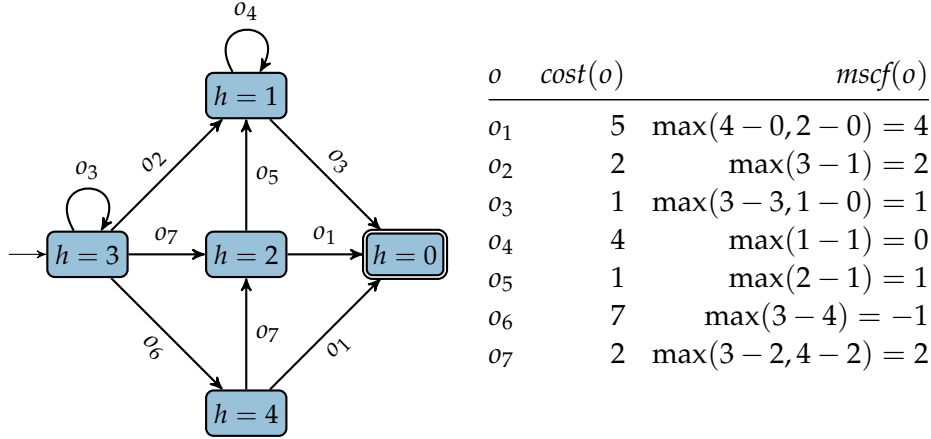 o₄
h = 1
o₃
o₂
o₅
o₃
h = 3
o₇
h = 2
o₁
h = 0
o₆
o₇
o₁
h = 4
o cost(o) mscf(o)
o₁ 5 max(4 − 0, 2 − 0) = 4
o₂ 2 max(3 − 1) = 2
o₃ 1 max(3 − 3, 1 − 0) = 1
o₄ 4 max(1 − 1) = 0
o₅ 1 max(2 − 1) = 1
o₆ 7 max(3 − 4) = −1
o₇ 2 max(3 − 2, 4 − 2) = 2